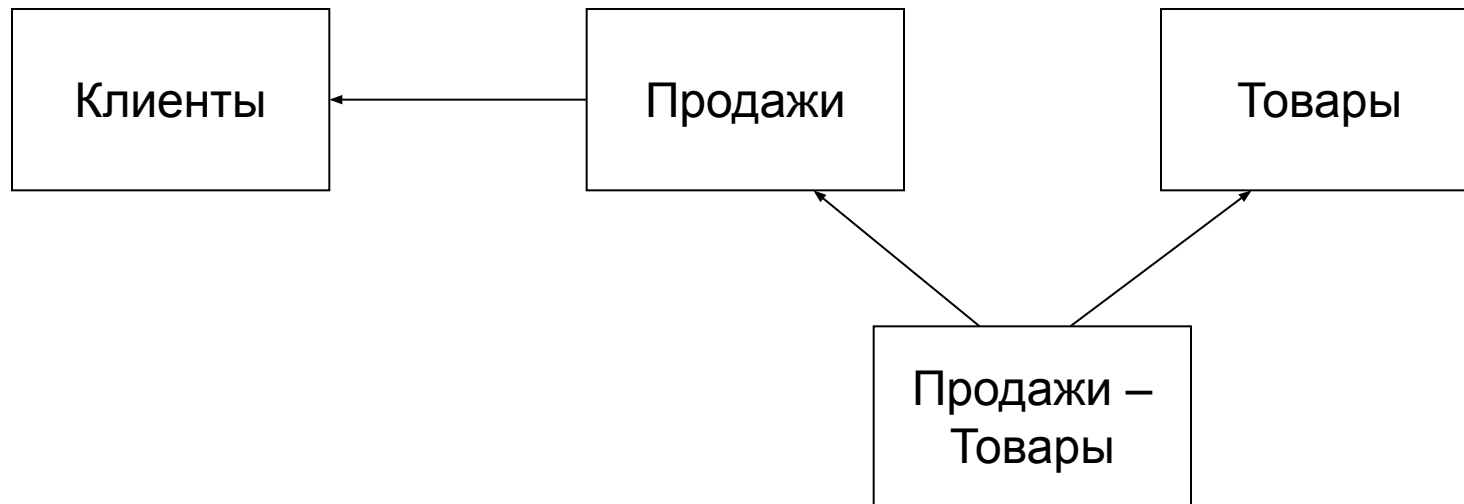 Клиенты
Продажи
Товары
Продажи –
Товары